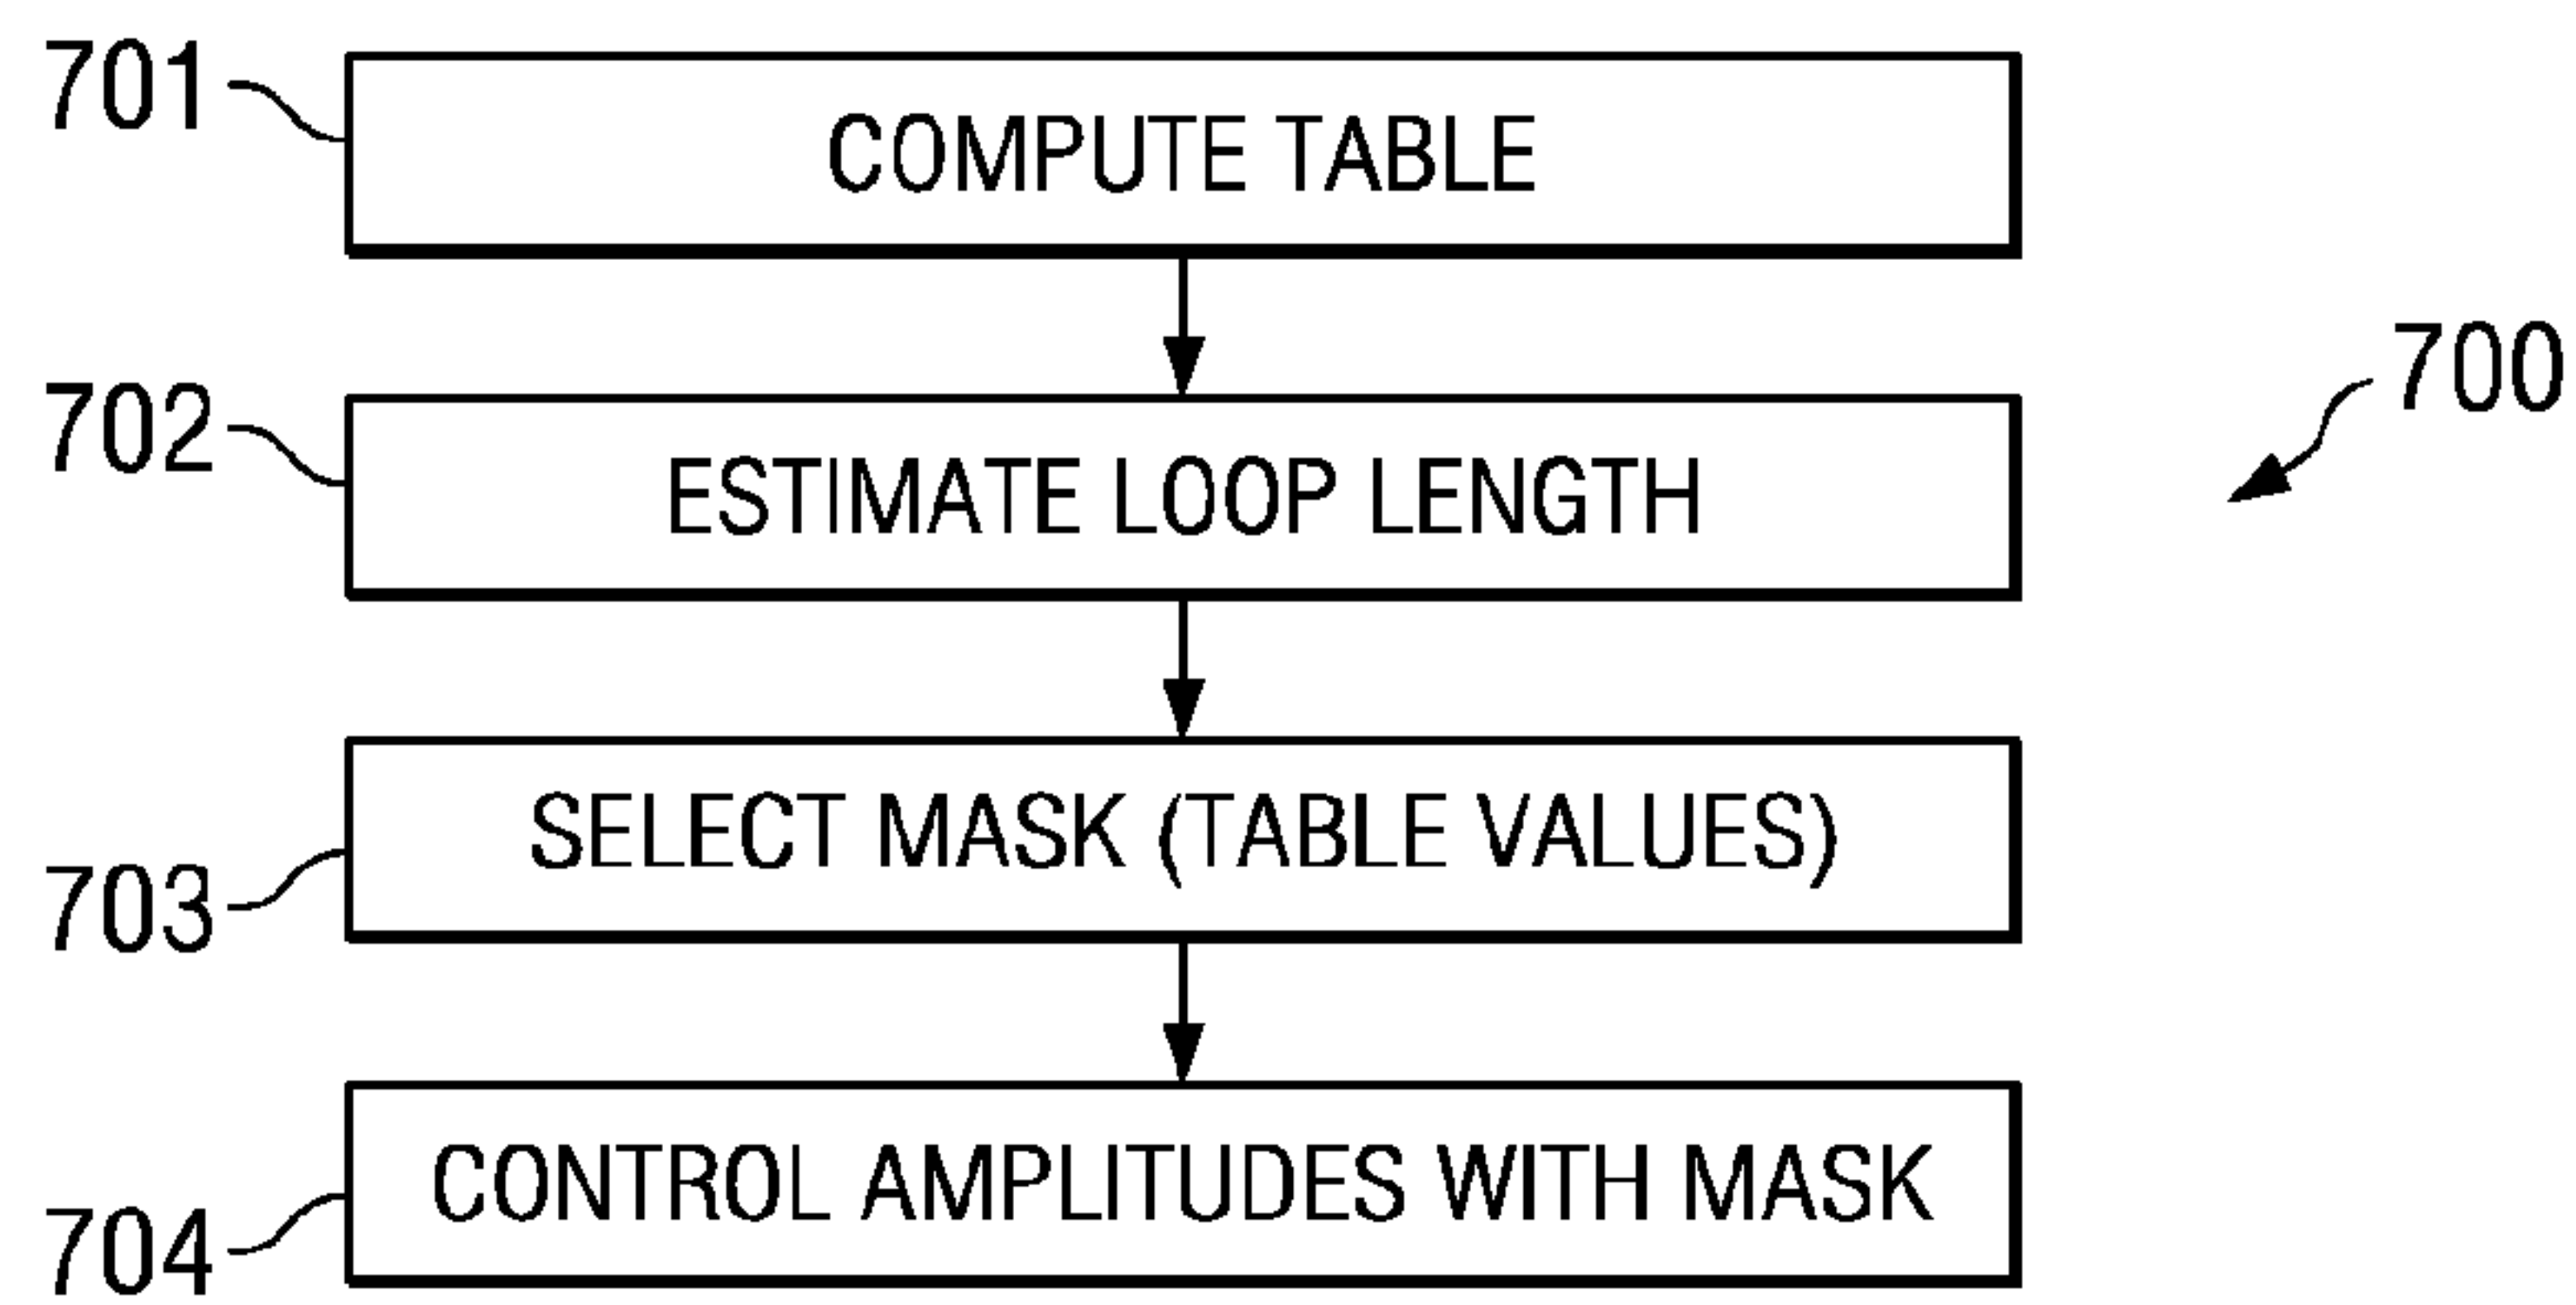 701
COMPUTE TABLE
702
ESTIMATE LOOP LENGTH
700
703
SELECT MASK (TABLE VALUES)
704
CONTROL AMPLITUDES WITH MASK